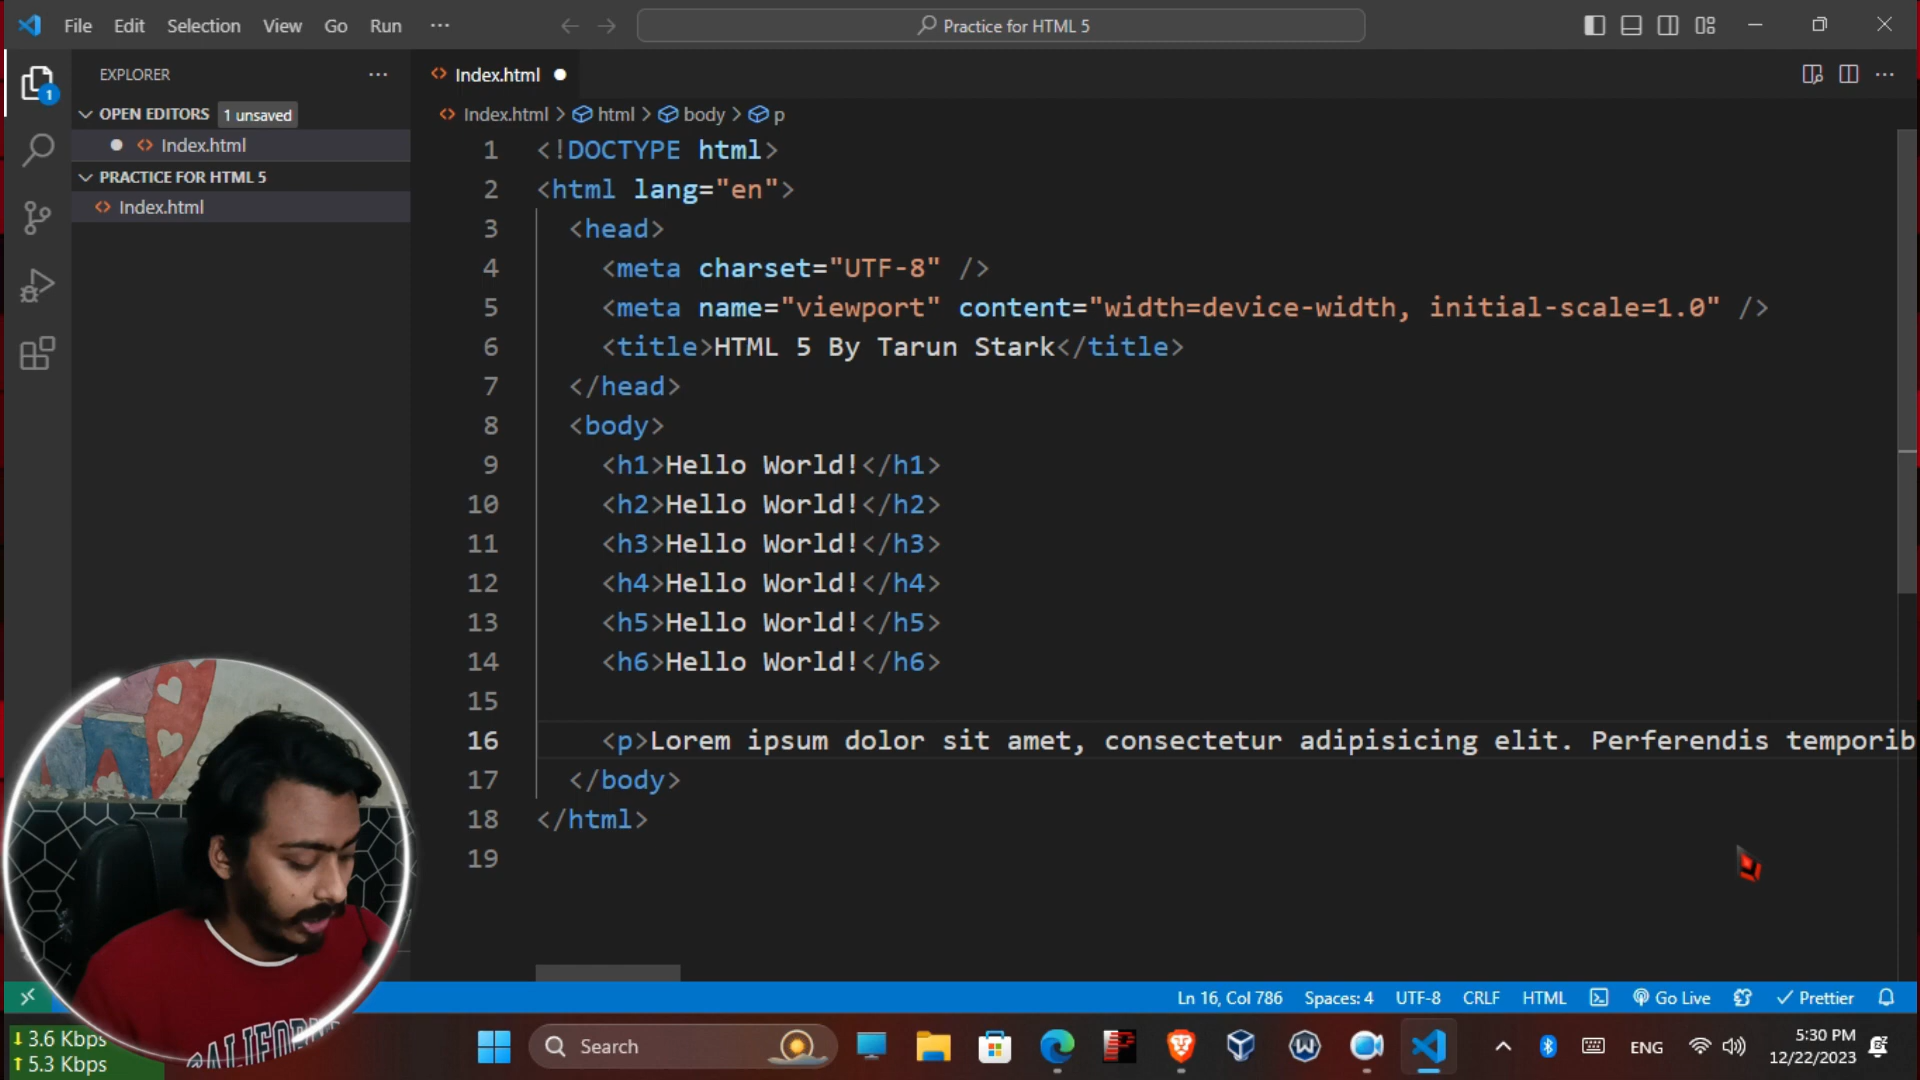 File Edit Selection View Go Run ···
Practice for HTML 5
EXPLORER
Index.html
OPEN EDITORS 1 unsaved
1
Index.html > html > body > p
Index.html
PRACTICE FOR HTML 5
Index.html
1 <!DOCTYPE html>
2 <html lang="en">
3 <head>
4 <meta charset="UTF-8" />
5 <meta name="viewport" content="width=device-width, initial-scale=1.0" />
6 <title>HTML 5 By Tarun Stark</title>
7 </head>
8 <body>
9 <h1>Hello World!</h1>
10 <h2>Hello World!</h2>
11 <h3>Hello World!</h3>
12 <h4>Hello World!</h4>
13 <h5>Hello World!</h5>
14 <h6>Hello World!</h6>
15
16 <p>Lorem ipsum dolor sit amet, consectetur adipisicing elit. Perferendis temporib
17 </body>
18 </html>
19
CALIFORNIA
Ln 16, Col 786 Spaces: 4 UTF-8 CRLF HTML Go Live Prettier
3.6 Kbps
5.3 Kbps
Search
ENG
5:30 PM
12/22/2023